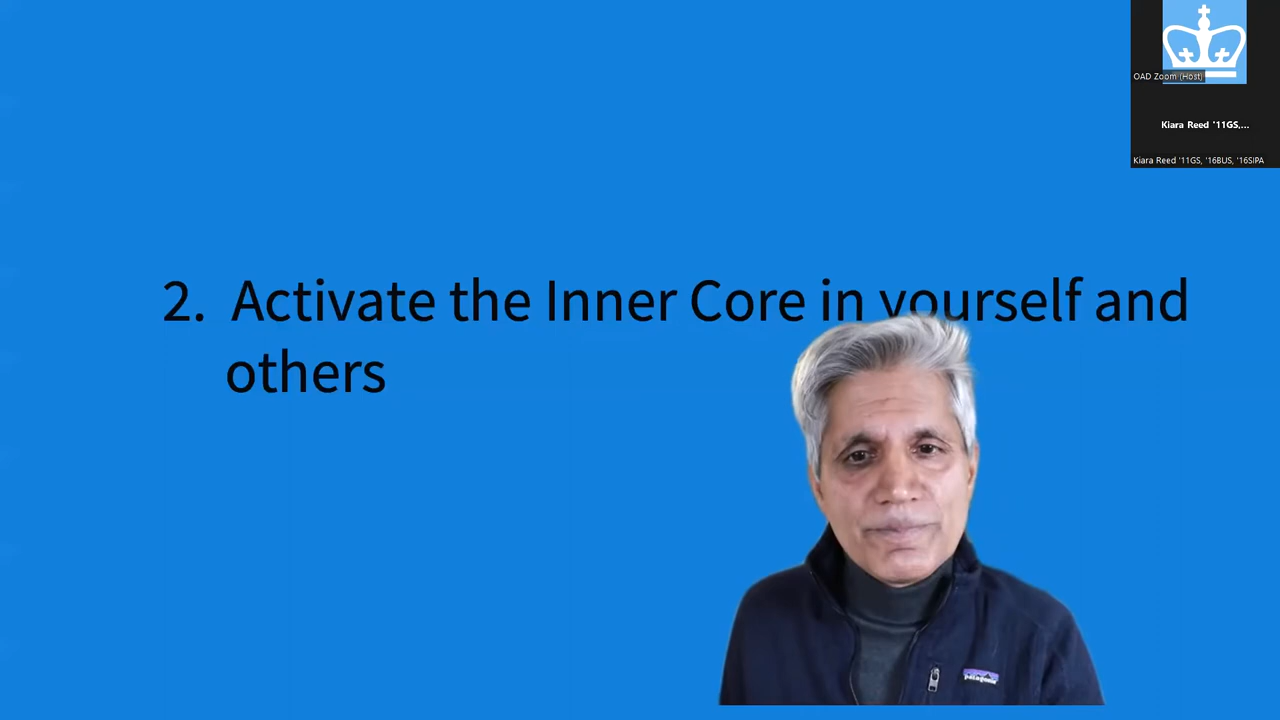 OAD Zoom (Host)
Kiara Reed '11GS,...
Kiara Reed '11GS, '16BUS, '16SIPA
2. Activate the Inner Core in yourself and
others
patagonia